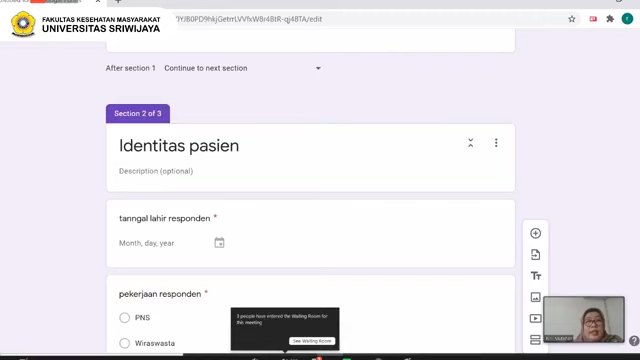 FAKULTAS KESEHATAN MASYARAKAT
UNIVERSITAS SRIWIJAYA
After section 1 Continue to next section
Section 2 of 3
Identitas pasien
Description (optional)
tanngal lahir responden *
Month, day, year
pekerjaan responden *
PNS
Wiraswasta
3 people have entered the Waiting Room for
this meeting
See Waiting Room
Tt